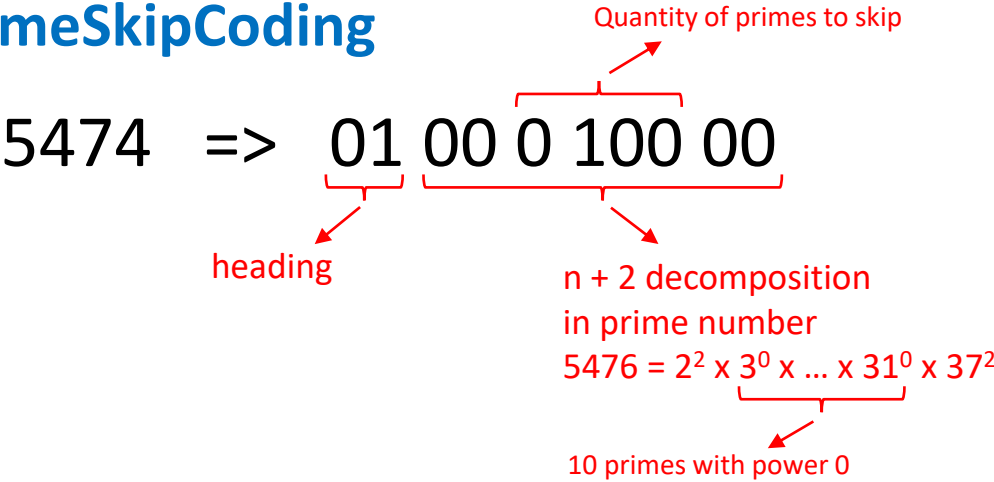 meSkipCoding
Quantity of primes to skip
5474 => 01 00 0 100 00
heading
n + 2 decomposition
in prime number
5476 = 2² x 3⁰ x ... x 31⁰ x 37²
10 primes with power 0